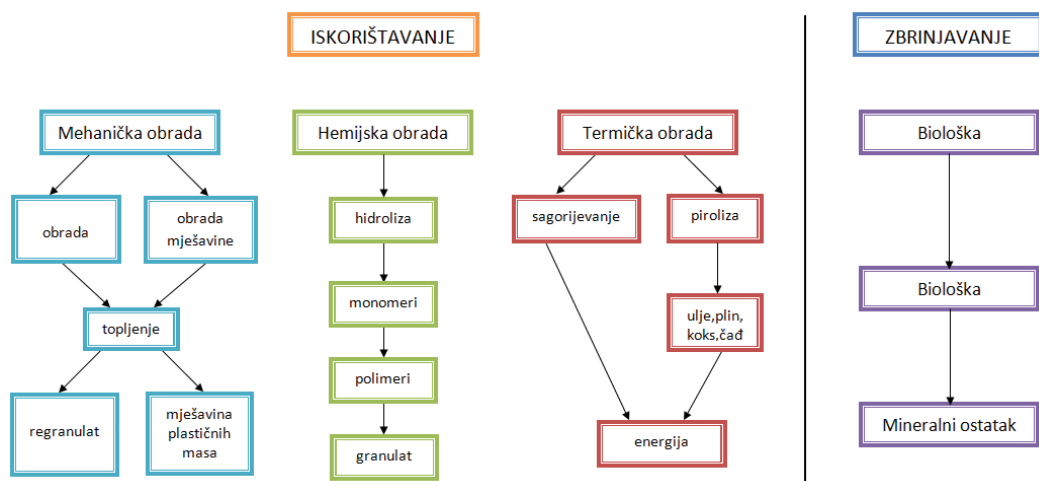 ISKORIŠTAVANJE
ZBRINJAVANJE
Mehanička obrada
Hemijska obrada
Termička obrada
Biološka
obrada
obrada
mješavine
hidroliza
sagorijevanje
piroliza
topljenje
monomeri
ulje,plin,
koks,čađ
Biološka
regranulat
mješavina
plastičnih
masa
polimeri
granulat
energija
Mineralni ostatak